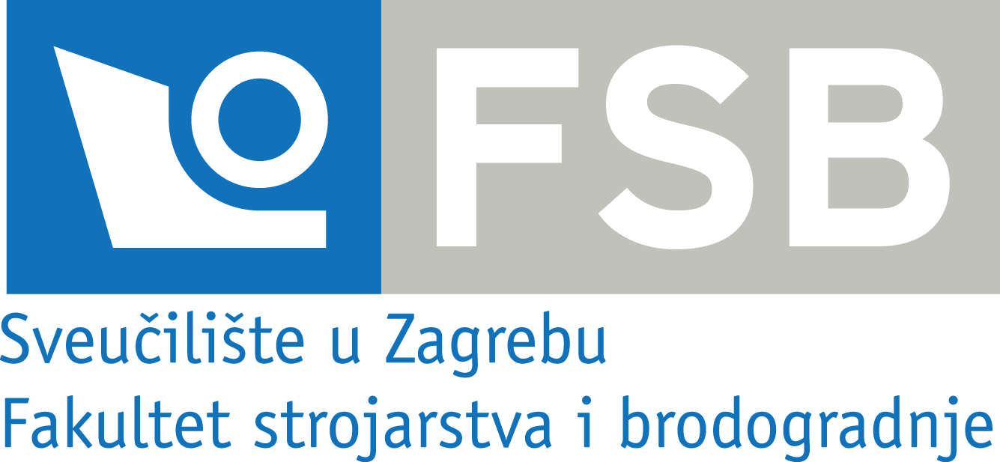 FSB
Sveučilište u Zagrebu
Fakultet strojarstva i brodogradnje